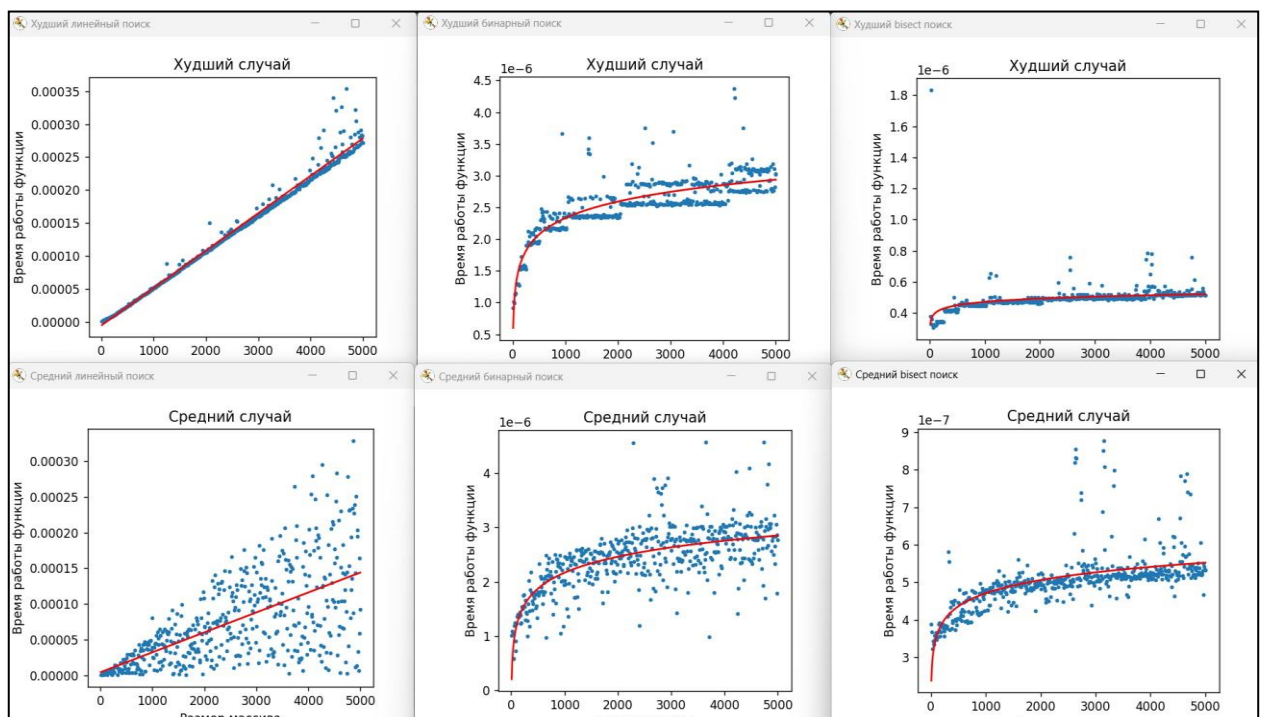 Худший линейный поиск
Худший случай
Время работы функции
0.00035
0.00030
0.00025
0.00020
0.00015
0.00010
0.00005
0.00000
0 1000 2000 3000 4000 5000
Худший бинарный поиск
Худший случай
1e−6
Время работы функции
4.5
4.0
3.5
3.0
2.5
2.0
1.5
1.0
0.5
0 1000 2000 3000 4000 5000
Худший bisect поиск
Худший случай
1e−6
Время работы функции
1.8
1.6
1.4
1.2
1.0
0.8
0.6
0.4
0 1000 2000 3000 4000 5000
Средний линейный поиск
Средний случай
Время работы функции
0.00030
0.00025
0.00020
0.00015
0.00010
0.00005
0.00000
0 1000 2000 3000 4000 5000
Размер массива
Средний бинарный поиск
Средний случай
1e−6
Время работы функции
4
3
2
1
0
0 1000 2000 3000 4000 5000
Средний bisect поиск
Средний случай
1e−7
Время работы функции
9
8
7
6
5
4
3
0 1000 2000 3000 4000 5000